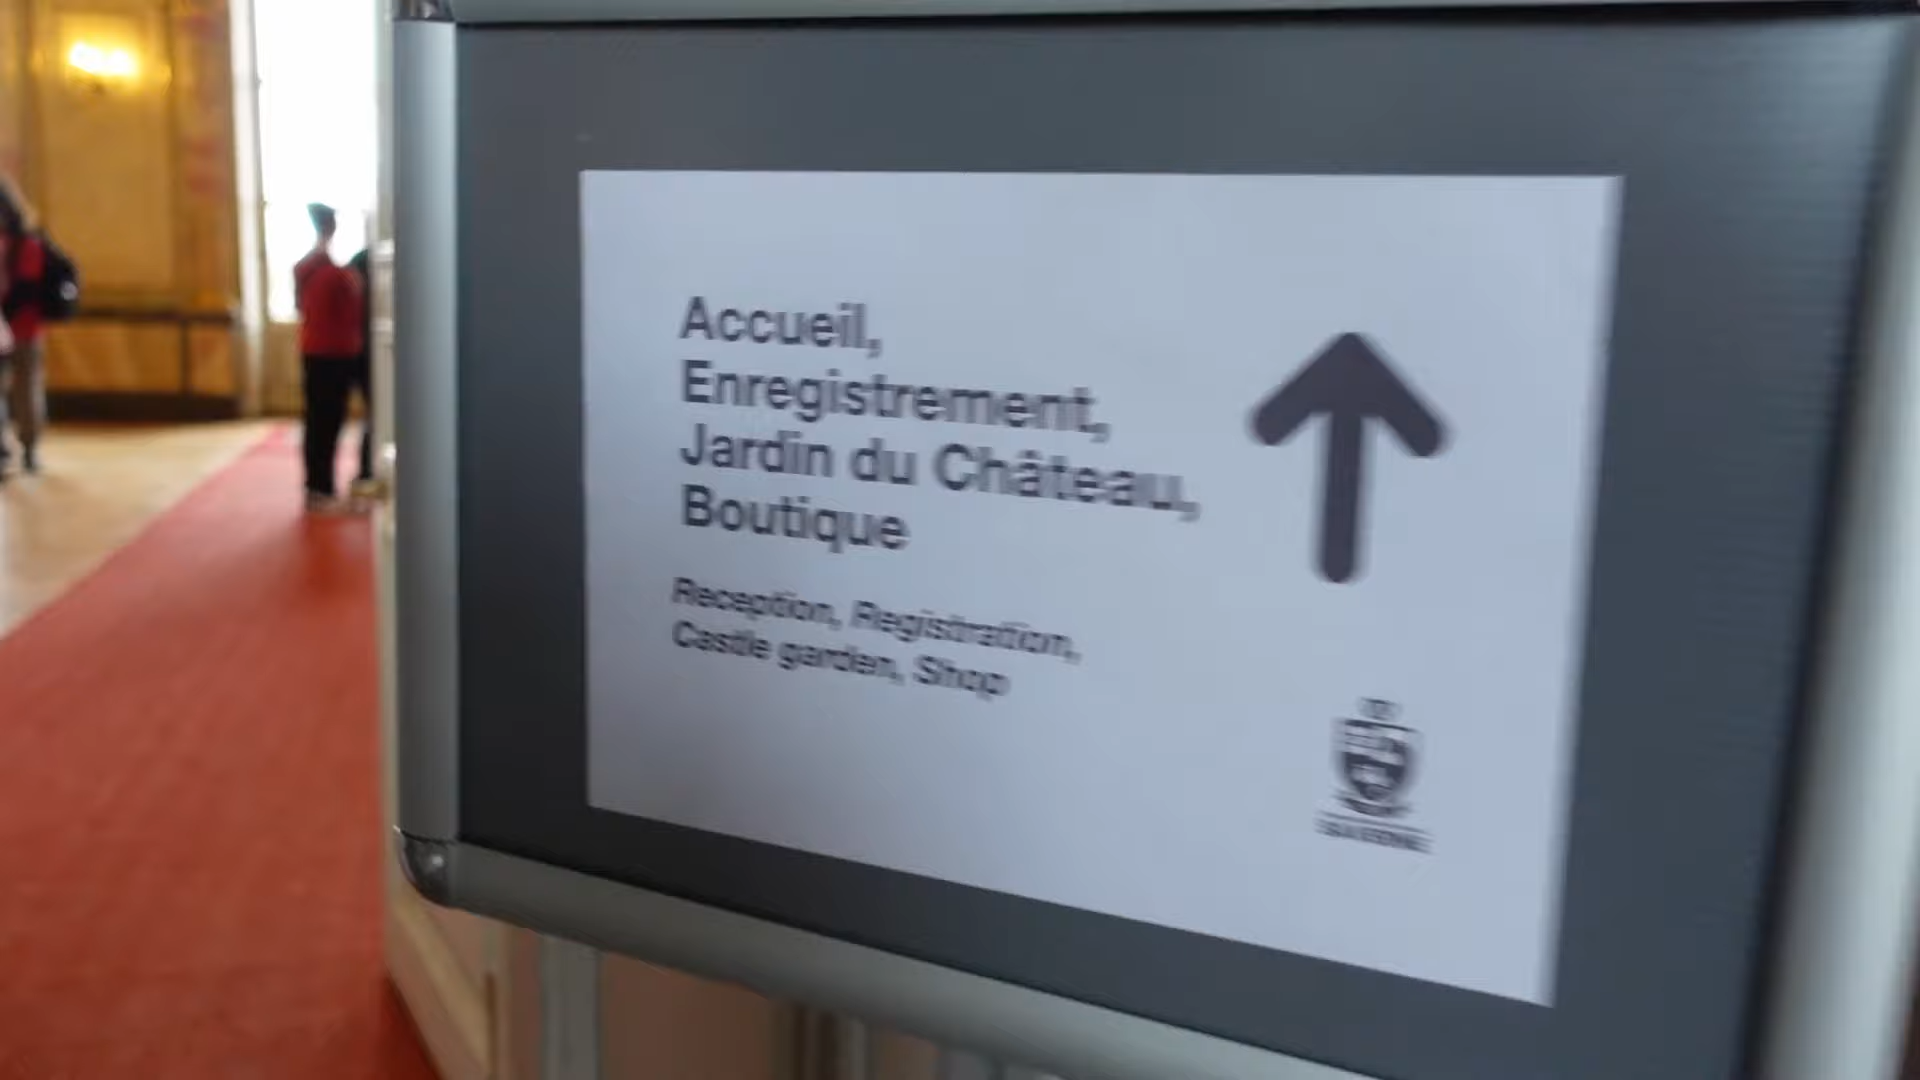 Accueil,
Enregistrement,
Jardin du Château,
Boutique
Reception, Registration,
Castle garden, Shop